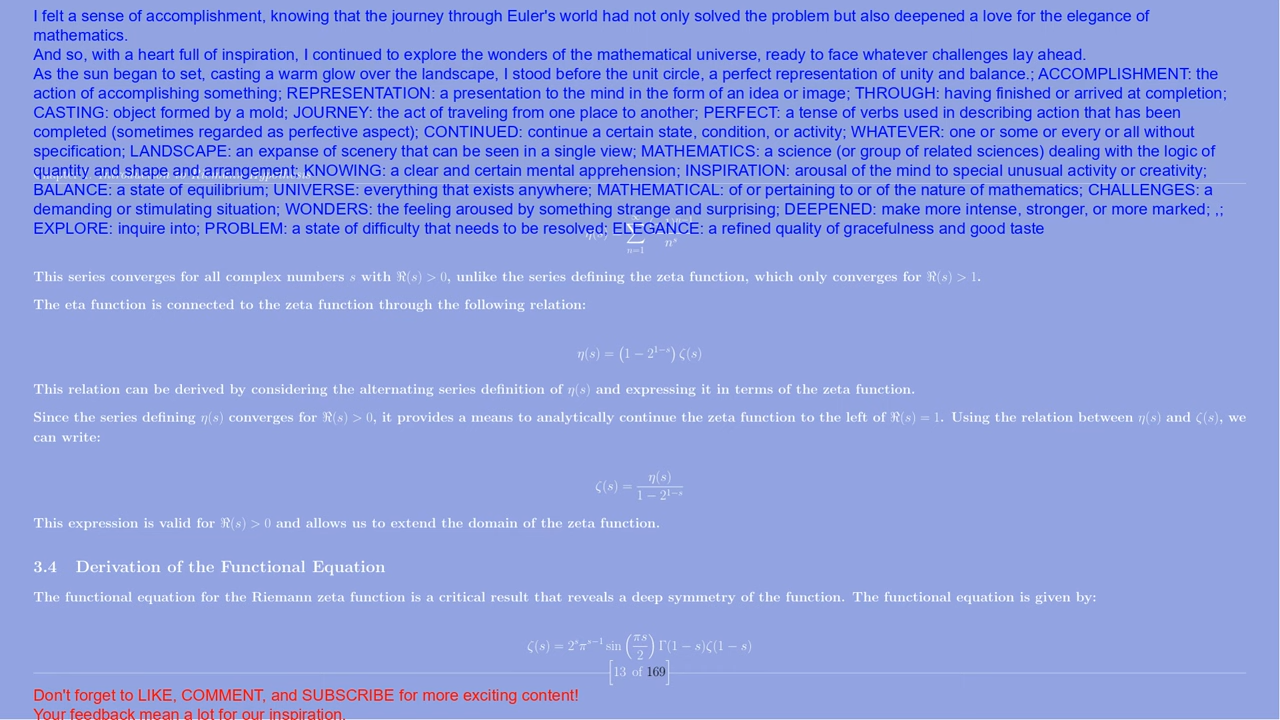 I felt a sense of accomplishment, knowing that the journey through Euler's world had not only solved the problem but also deepened a love for the elegance of
mathematics.
And so, with a heart full of inspiration, I continued to explore the wonders of the mathematical universe, ready to face whatever challenges lay ahead.
As the sun began to set, casting a warm glow over the landscape, I stood before the unit circle, a perfect representation of unity and balance.; ACCOMPLISHMENT: the
action of accomplishing something; REPRESENTATION: a presentation to the mind in the form of an idea or image; THROUGH: having finished or arrived at completion;
CASTING: object formed by a mold; JOURNEY: the act of traveling from one place to another; PERFECT: a tense of verbs used in describing action that has been
completed (sometimes regarded as perfective aspect); CONTINUED: continue a certain state, condition, or activity; WHATEVER: one or some or every or all without
specification; LANDSCAPE: an expanse of scenery that can be seen in a single view; MATHEMATICS: a science (or group of related sciences) dealing with the logic of
quantity and shape and arrangement; KNOWING: a clear and certain mental apprehension; INSPIRATION: arousal of the mind to special unusual activity or creativity;
BALANCE: a state of equilibrium; UNIVERSE: everything that exists anywhere; MATHEMATICAL: of or pertaining to or of the nature of mathematics; CHALLENGES: a
demanding or stimulating situation; WONDERS: the feeling aroused by something strange and surprising; DEEPENED: make more intense, stronger, or more marked; ,;
EXPLORE: inquire into; PROBLEM: a state of difficulty that needs to be resolved; ELEGANCE: a refined quality of gracefulness and good taste
This series converges for all complex numbers s with ℜ(s) > 0, unlike the series defining the zeta function, which only converges for ℜ(s) > 1.
The eta function is connected to the zeta function through the following relation:
η(s) = (1 − 2^{1−s}) ζ(s)
This relation can be derived by considering the alternating series definition of η(s) and expressing it in terms of the zeta function.
Since the series defining η(s) converges for ℜ(s) > 0, it provides a means to analytically continue the zeta function to the left of ℜ(s) = 1. Using the relation between η(s) and ζ(s), we
can write:
ζ(s) = η(s) / (1 − 2^{1−s})
This expression is valid for ℜ(s) > 0 and allows us to extend the domain of the zeta function.
3.4 Derivation of the Functional Equation
The functional equation for the Riemann zeta function is a critical result that reveals a deep symmetry of the function. The functional equation is given by:
ζ(s) = 2^s π^{s−1} sin (πs/2) Γ(1 − s)ζ(1 − s)
[13 of 169]
Don't forget to LIKE, COMMENT, and SUBSCRIBE for more exciting content!
Your feedback mean a lot for our inspiration.